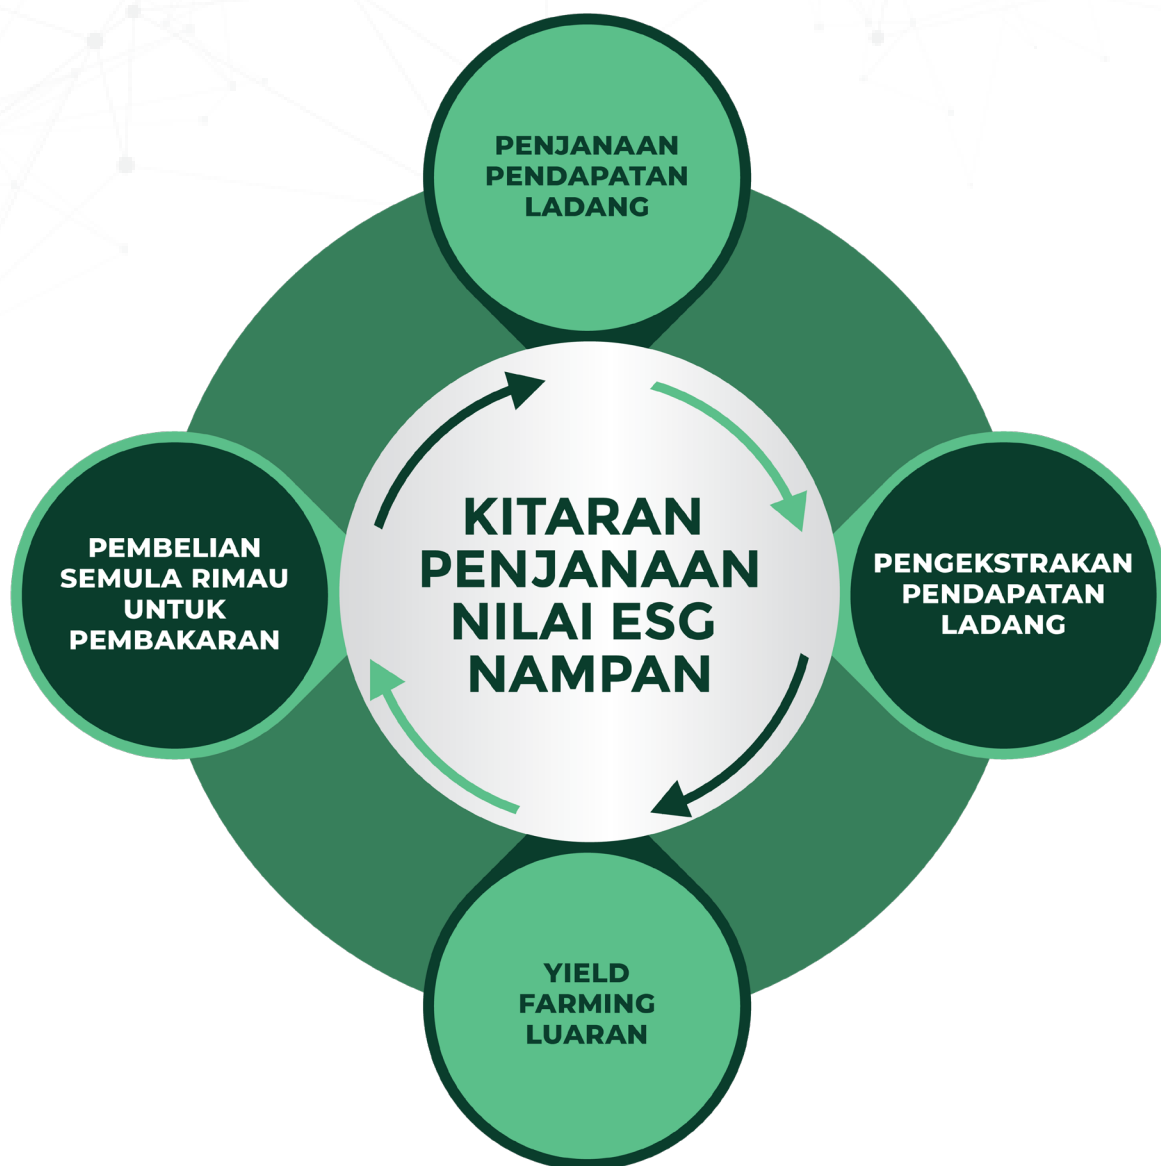 PENJANAAN
PENDAPATAN
LADANG
PEMBELIAN
SEMULA RIMAU
UNTUK
PEMBAKARAN
KITARAN
PENJANAAN
NILAI ESG
NAMPAN
PENGEKSTRAKAN
PENDAPATAN
LADANG
YIELD
FARMING
LUARAN